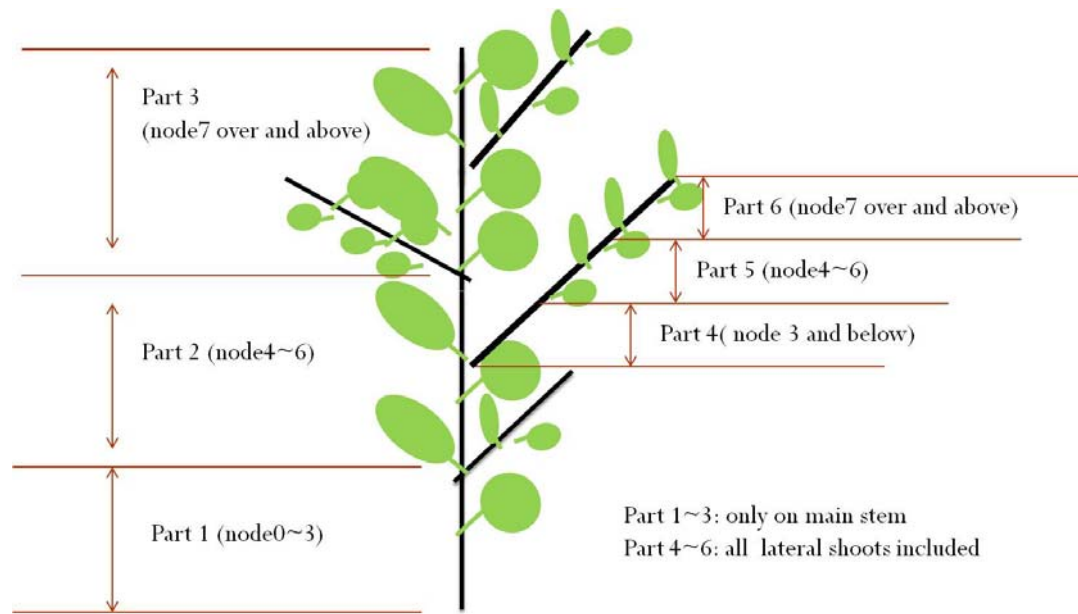 Part 3
(node7 over and above)
Part 6 (node7 over and above)
Part 5 (node4~6)
Part 4( node 3 and below)
Part 2 (node4~6)
Part 1 (node0~3)
Part 1~3: only on main stem
Part 4~6: all lateral shoots included